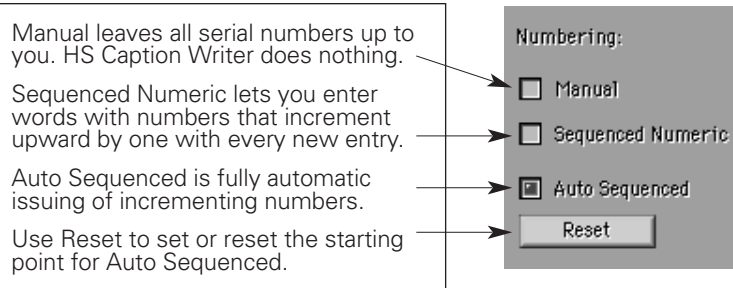 Manual leaves all serial numbers up to
you. HS Caption Writer does nothing.
Sequenced Numeric lets you enter
words with numbers that increment
upward by one with every new entry.
Auto Sequenced is fully automatic
issuing of incrementing numbers.
Use Reset to set or reset the starting
point for Auto Sequenced.
Numbering:
Manual
Sequenced Numeric
Auto Sequenced
Reset